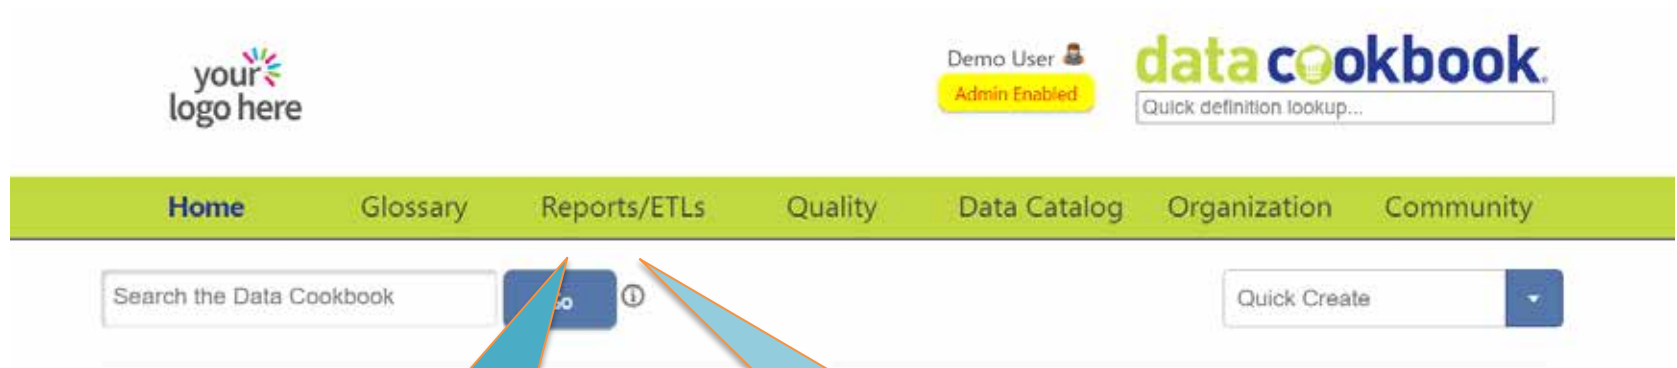 your
logo here
Demo User
Admin Enabled
data cookbook.
Quick definition lookup...
Home Glossary Reports/ETLs Quality Data Catalog Organization Community
Search the Data Cookbook
Quick Create